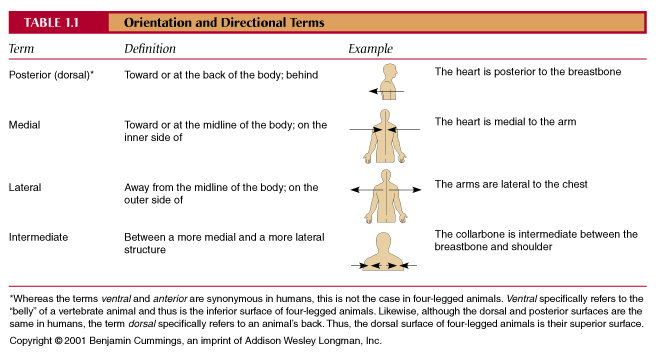 TABLE 1.1 Orientation and Directional Terms
Term Definition Example
Posterior (dorsal)* Toward or at the back of the body; behind The heart is posterior to the breastbone
Medial Toward or at the midline of the body; on the The heart is medial to the arm
inner side of
Lateral Away from the midline of the body; on the The arms are lateral to the chest
outer side of
Intermediate Between a more medial and a more lateral The collarbone is intermediate between the
structure breastbone and shoulder
*Whereas the terms ventral and anterior are synonymous in humans, this is not the case in four-legged animals. Ventral specifically refers to the
“belly” of a vertebrate animal and thus is the inferior surface of four-legged animals. Likewise, although the dorsal and posterior surfaces are the
same in humans, the term dorsal specifically refers to an animal’s back. Thus, the dorsal surface of four-legged animals is their superior surface.
Copyright © 2001 Benjamin Cummings, an imprint of Addison Wesley Longman, Inc.